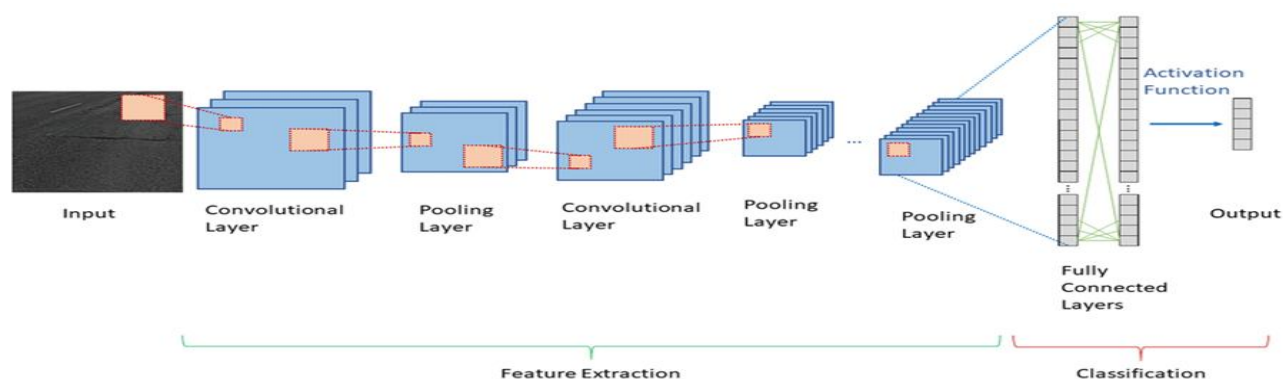 Activation
Function
...
Input
Convolutional
Layer
Pooling
Layer
Convolutional
Layer
Pooling
Layer
Pooling
Layer
Output
Fully
Connected
Layers
Feature Extraction
Classification